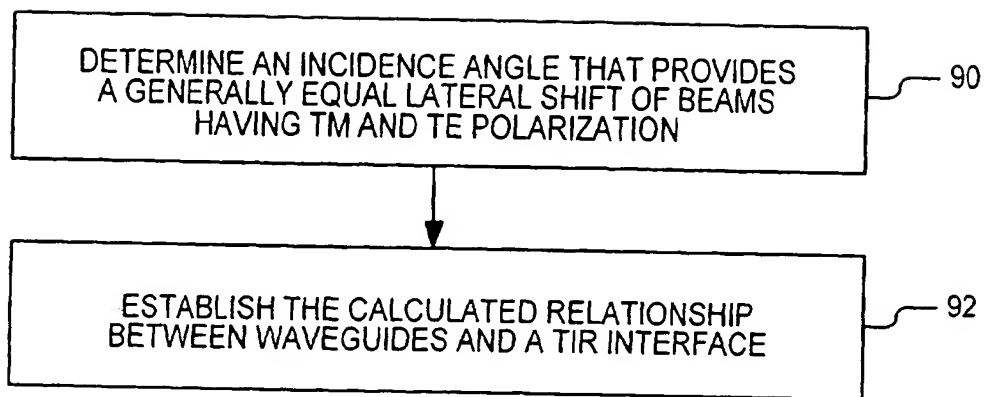 DETERMINE AN INCIDENCE ANGLE THAT PROVIDES
A GENERALLY EQUAL LATERAL SHIFT OF BEAMS
HAVING TM AND TE POLARIZATION
90
ESTABLISH THE CALCULATED RELATIONSHIP
BETWEEN WAVEGUIDES AND A TIR INTERFACE
92